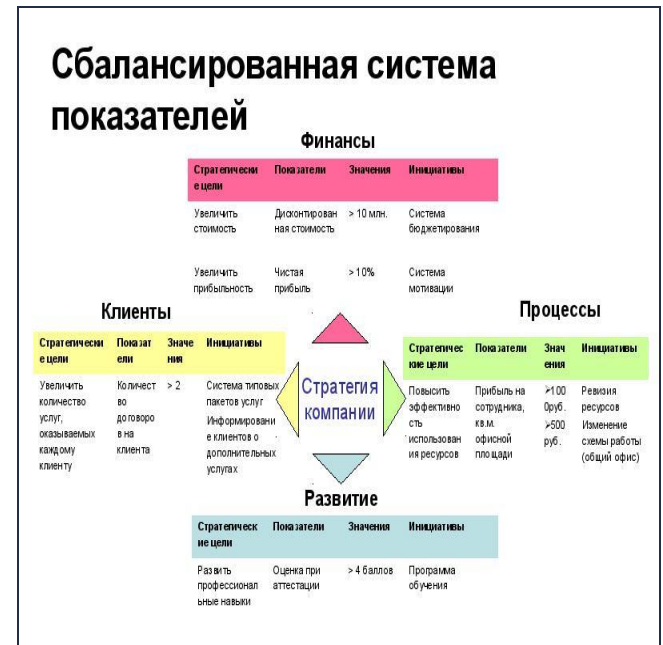 Сбалансированная система
показателей
Финансы
Стратегически Показатели Значения Инициативы
е цели
Увеличить Дисконтирован > 10 млн. Система
стоимость ная стоимость бюджетирования
Увеличить Чистая > 10% Система
прибыльность прибыль мотивации
Клиенты
Стратегически Показат Значе Инициативы
е цели ели ния
Увеличить Количест > 2 Система типовых
количество во пакетов услуг
услуг, договоро Информировани
оказываемых в на е клиентов о
каждому клиента дополнительных
клиенту услугах
Стратегия
компании
Процессы
Стратегичес Показатели Знач Инициативы
кие цели ения
Повысить Прибыль на >100 Ревизия
эффективно сотрудника, 0руб. ресурсов
сть кв.м. >500 Изменение
использован офисной руб. схемы работы
ия ресурсов площади (общий офис)
Развитие
Стратегическ Показатели Значения Инициативы
ие цели
Развить Оценка при > 4 баллов Программа
профессионал аттестации обучения
ьные навыки